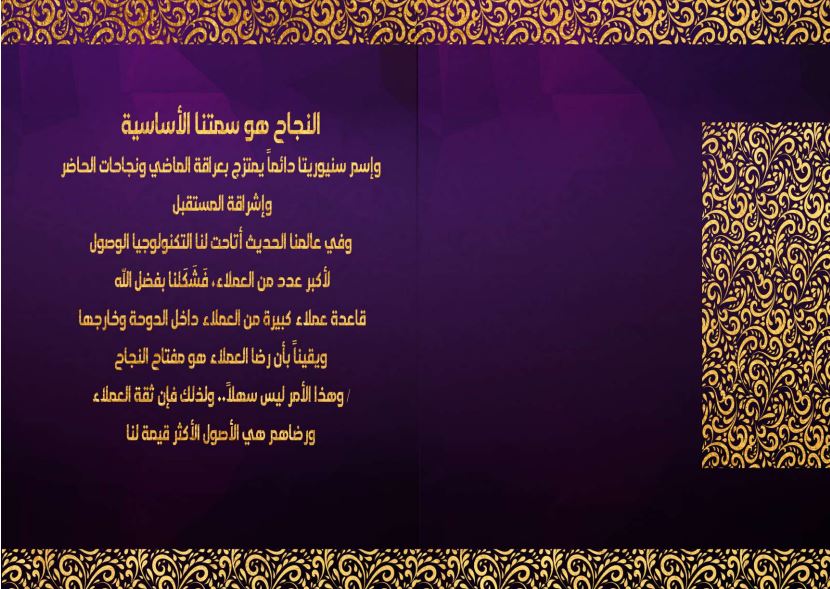 النجاح هو سمتنا الأساسية
وإسم سنيوريتا دائماً يمتزج بعراقة الماضي ونجاحات الحاضر
وإشراقة المستقبل
وفي عالمنا الحديث أتاحت لنا التكنولوجيا الوصول
لأكبر عدد من العملاء، فَشَكَلنا بفضل الله
قاعدة عملاء كبيرة من العملاء داخل الدوحة وخارجها
ويقيناً بأن رضا العملاء هو مفتاح النجاح
/ وهذا الأمر ليس سهلاً.. ولذلك فإن ثقة العملاء
ورضاهم هي الأصول الأكثر قيمة لنا